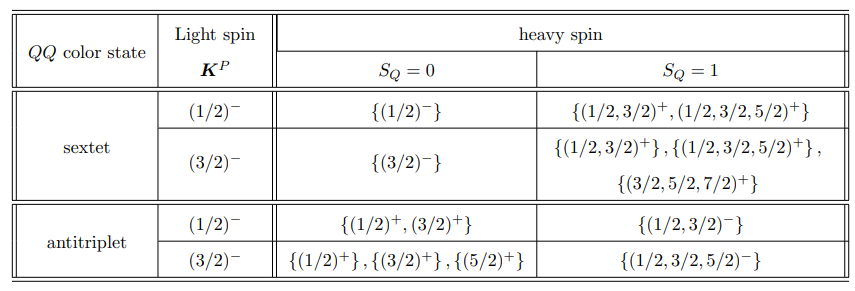 QQ color state Light spin heavy spin
K^P S_Q = 0 S_Q = 1
sextet (1/2)^− {(1/2)^−} {(1/2, 3/2)^+, (1/2, 3/2, 5/2)^+}
(3/2)^− {(3/2)^−} {(1/2, 3/2)^+} , {(1/2, 3/2, 5/2)^+} ,
{(3/2, 5/2, 7/2)^+}
antitriplet (1/2)^− {(1/2)^+, (3/2)^+} {(1/2, 3/2)^−}
(3/2)^− {(1/2)^+} , {(3/2)^+} , {(5/2)^+} {(1/2, 3/2, 5/2)^−}